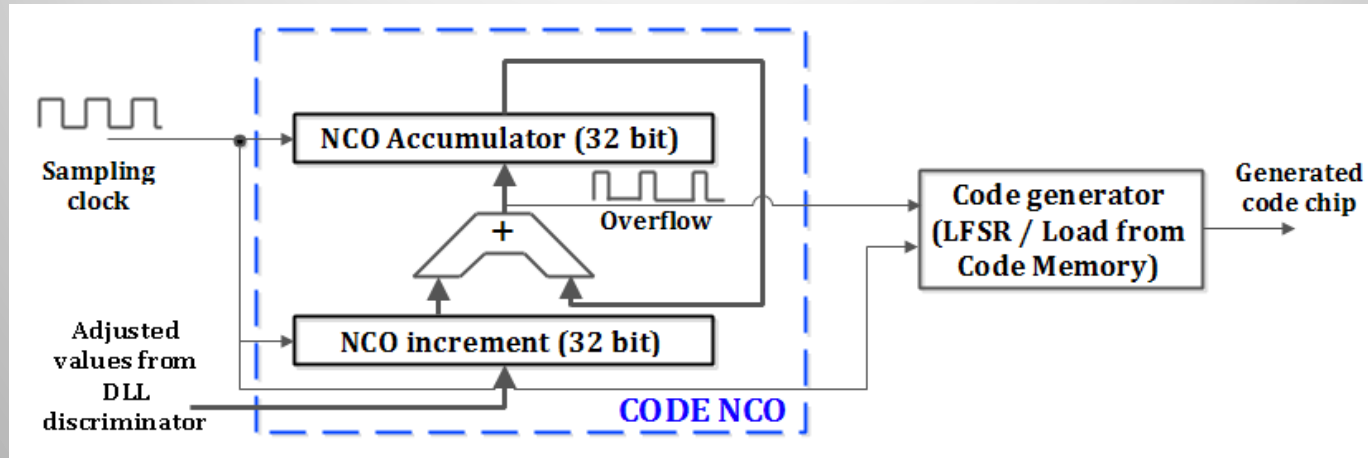 NCO Accumulator (32 bit)
Sampling
clock
+
Overflow
Code generator
(LFSR / Load from
Code Memory)
Generated
code chip
NCO increment (32 bit)
Adjusted
values from
DLL
discriminator
CODE NCO